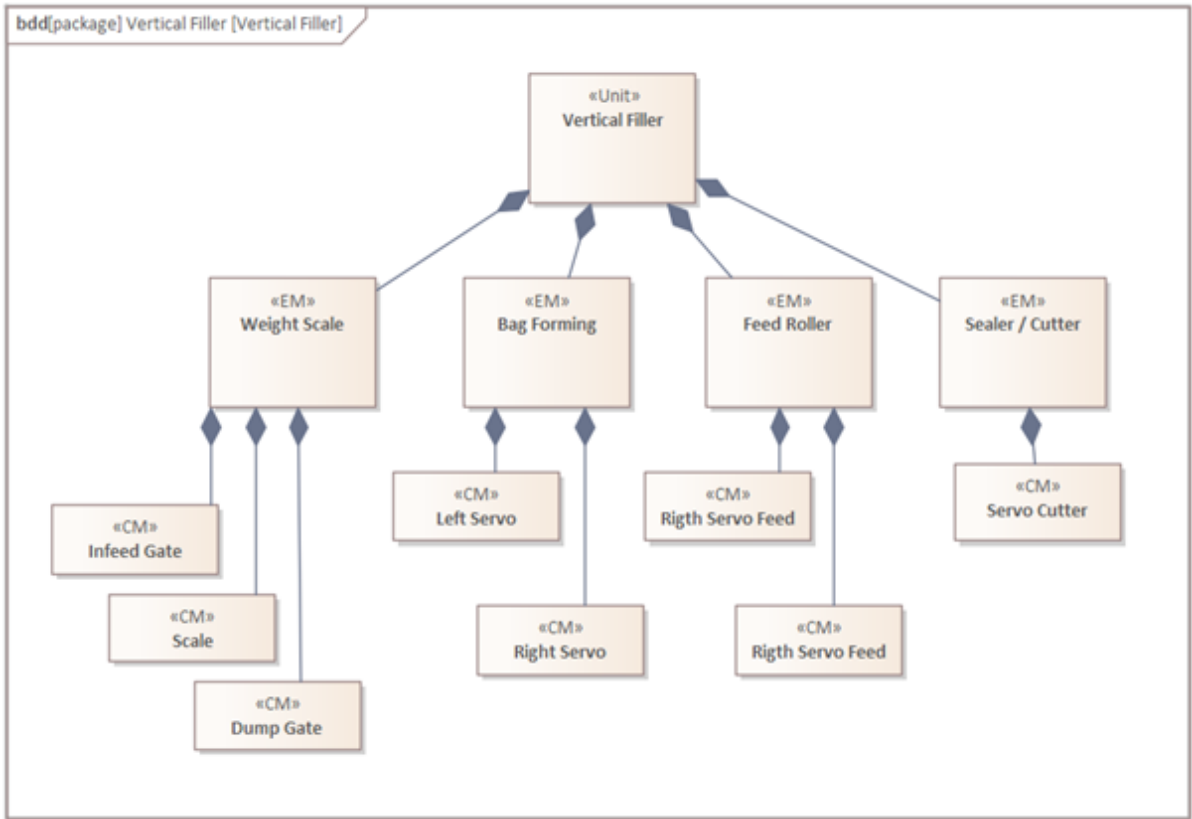 bdd[package] Vertical Filler [Vertical Filler]
«Unit»
Vertical Filler
«EM»
Weight Scale
«EM»
Bag Forming
«EM»
Feed Roller
«EM»
Sealer / Cutter
«CM»
Infeed Gate
«CM»
Scale
«CM»
Dump Gate
«CM»
Left Servo
«CM»
Right Servo
«CM»
Rigth Servo Feed
«CM»
Rigth Servo Feed
«CM»
Servo Cutter